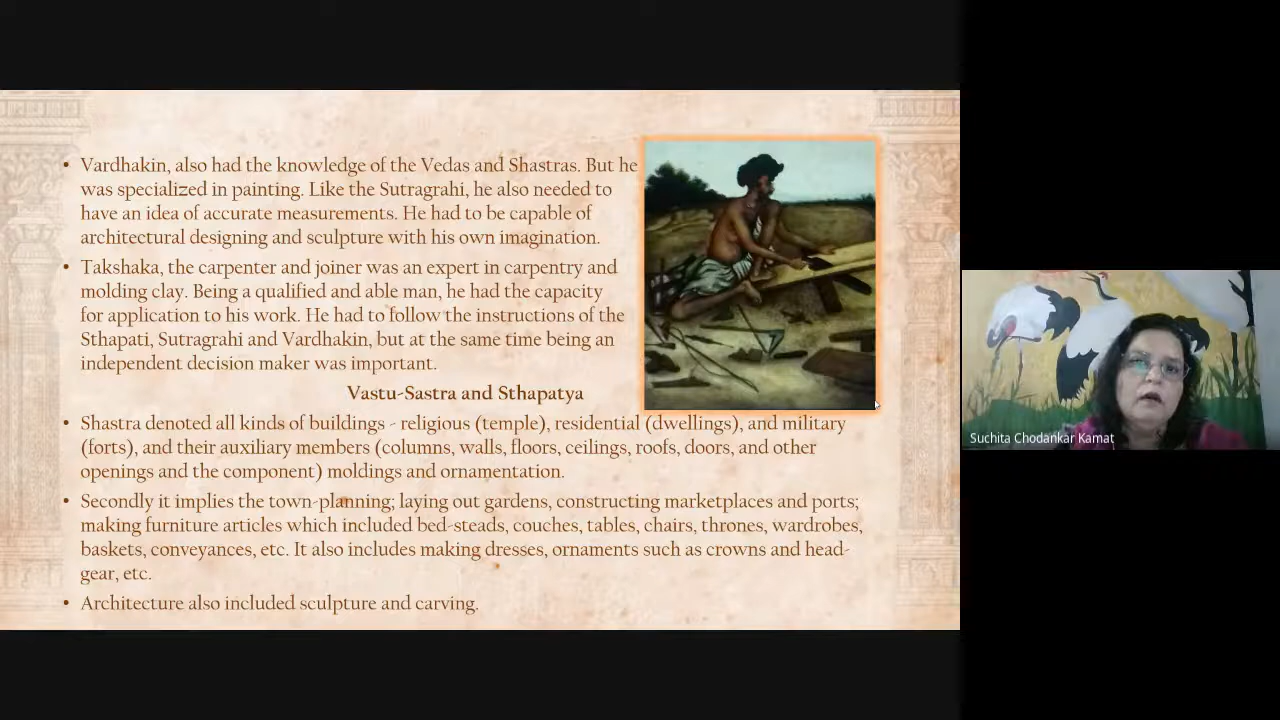 • Vardhakin, also had the knowledge of the Vedas and Shastras. But he
was specialized in painting. Like the Sutragrahi, he also needed to
have an idea of accurate measurements. He had to be capable of
architectural designing and sculpture with his own imagination.
• Takshaka, the carpenter and joiner was an expert in carpentry and
molding clay. Being a qualified and able man, he had the capacity
for application to his work. He had to follow the instructions of the
Sthapati, Sutragrahi and Vardhakin, but at the same time being an
independent decision maker was important.
Vastu-Sastra and Sthapatya
• Shastra denoted all kinds of buildings - religious (temple), residential (dwellings), and military
(forts), and their auxiliary members (columns, walls, floors, ceilings, roofs, doors, and other
openings and the component) moldings and ornamentation.
• Secondly it implies the town-planning; laying out gardens, constructing marketplaces and ports;
making furniture articles which included bed-steads, couches, tables, chairs, thrones, wardrobes,
baskets, conveyances, etc. It also includes making dresses, ornaments such as crowns and head-
gear, etc.
• Architecture also included sculpture and carving.
Suchita Chodankar Kamat